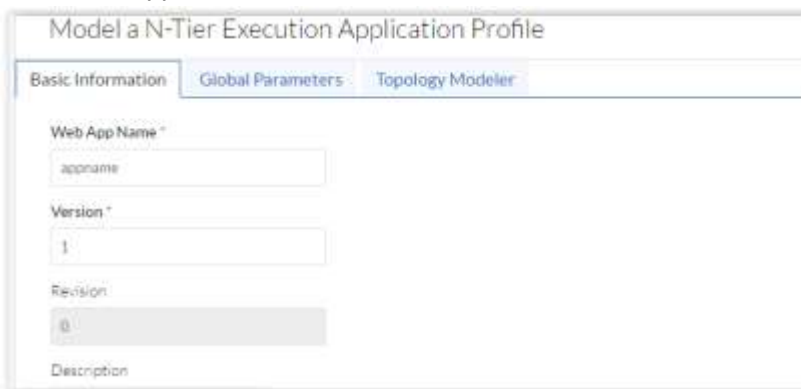 Model a N-Tier Execution Application Profile
Basic Information Global Parameters Topology Modeler
Web App Name *
appname
Version *
1
Revision
0
Description